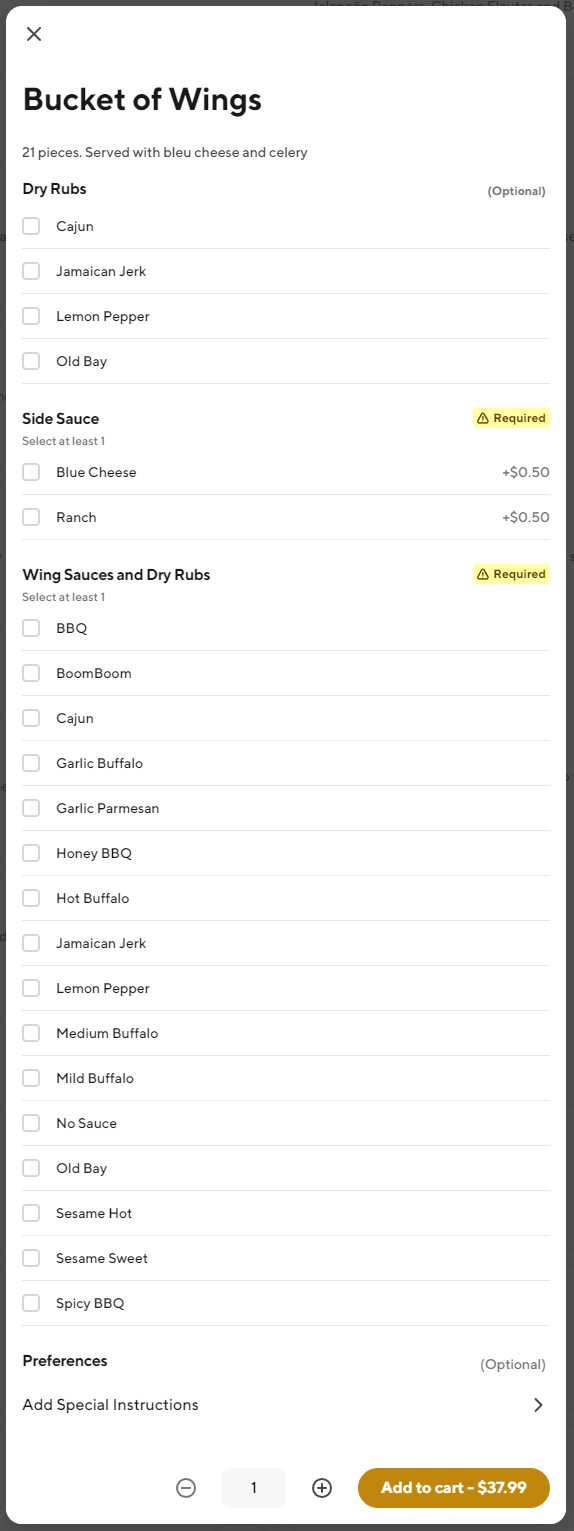 Bucket of Wings
21 pieces. Served with bleu cheese and celery
Dry Rubs
(Optional)
Cajun
Jamaican Jerk
Lemon Pepper
Old Bay
Side Sauce
Required
Select at least 1
Blue Cheese
+$0.50
Ranch
+$0.50
Wing Sauces and Dry Rubs
Required
Select at least 1
BBQ
BoomBoom
Cajun
Garlic Buffalo
Garlic Parmesan
Honey BBQ
Hot Buffalo
Jamaican Jerk
Lemon Pepper
Medium Buffalo
Mild Buffalo
No Sauce
Old Bay
Sesame Hot
Sesame Sweet
Spicy BBQ
Preferences
(Optional)
Add Special Instructions
1
Add to cart - $37.99